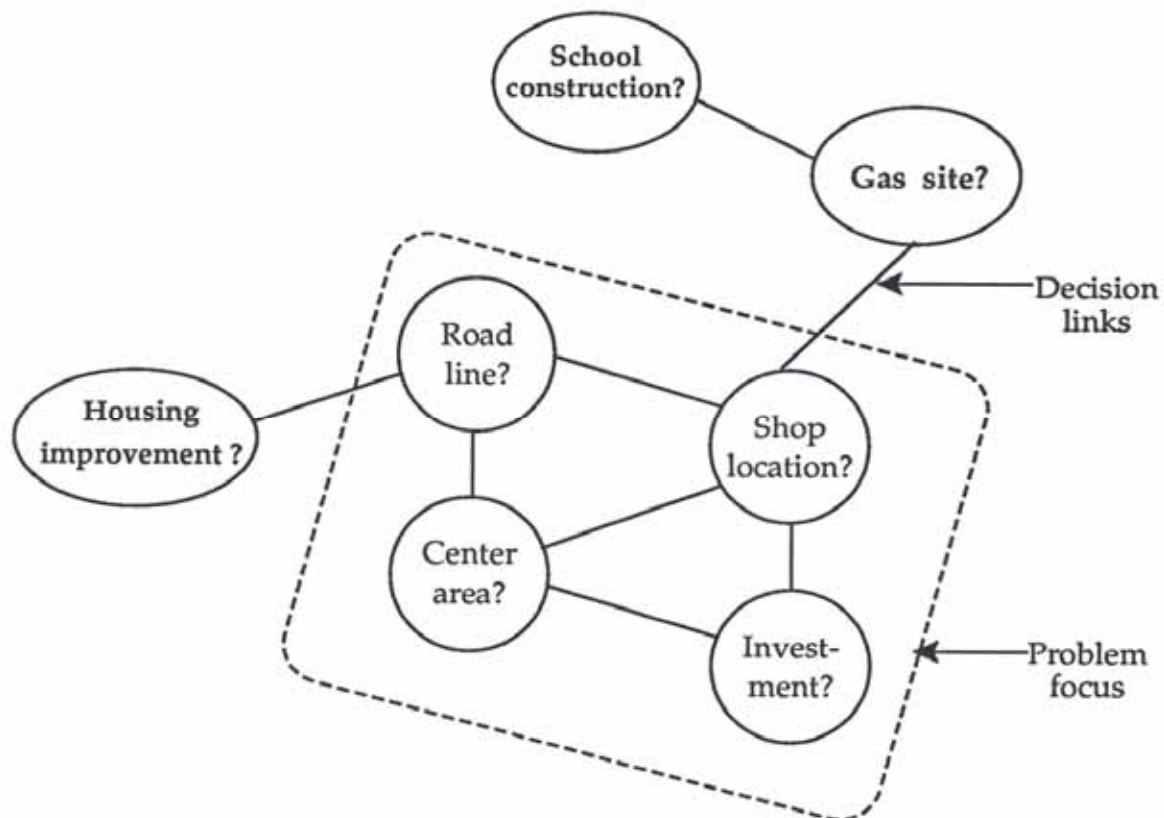 School
construction?
Gas site?
Decision
links
Road
line?
Housing
improvement ?
Shop
location?
Center
area?
Invest-
ment?
Problem
focus